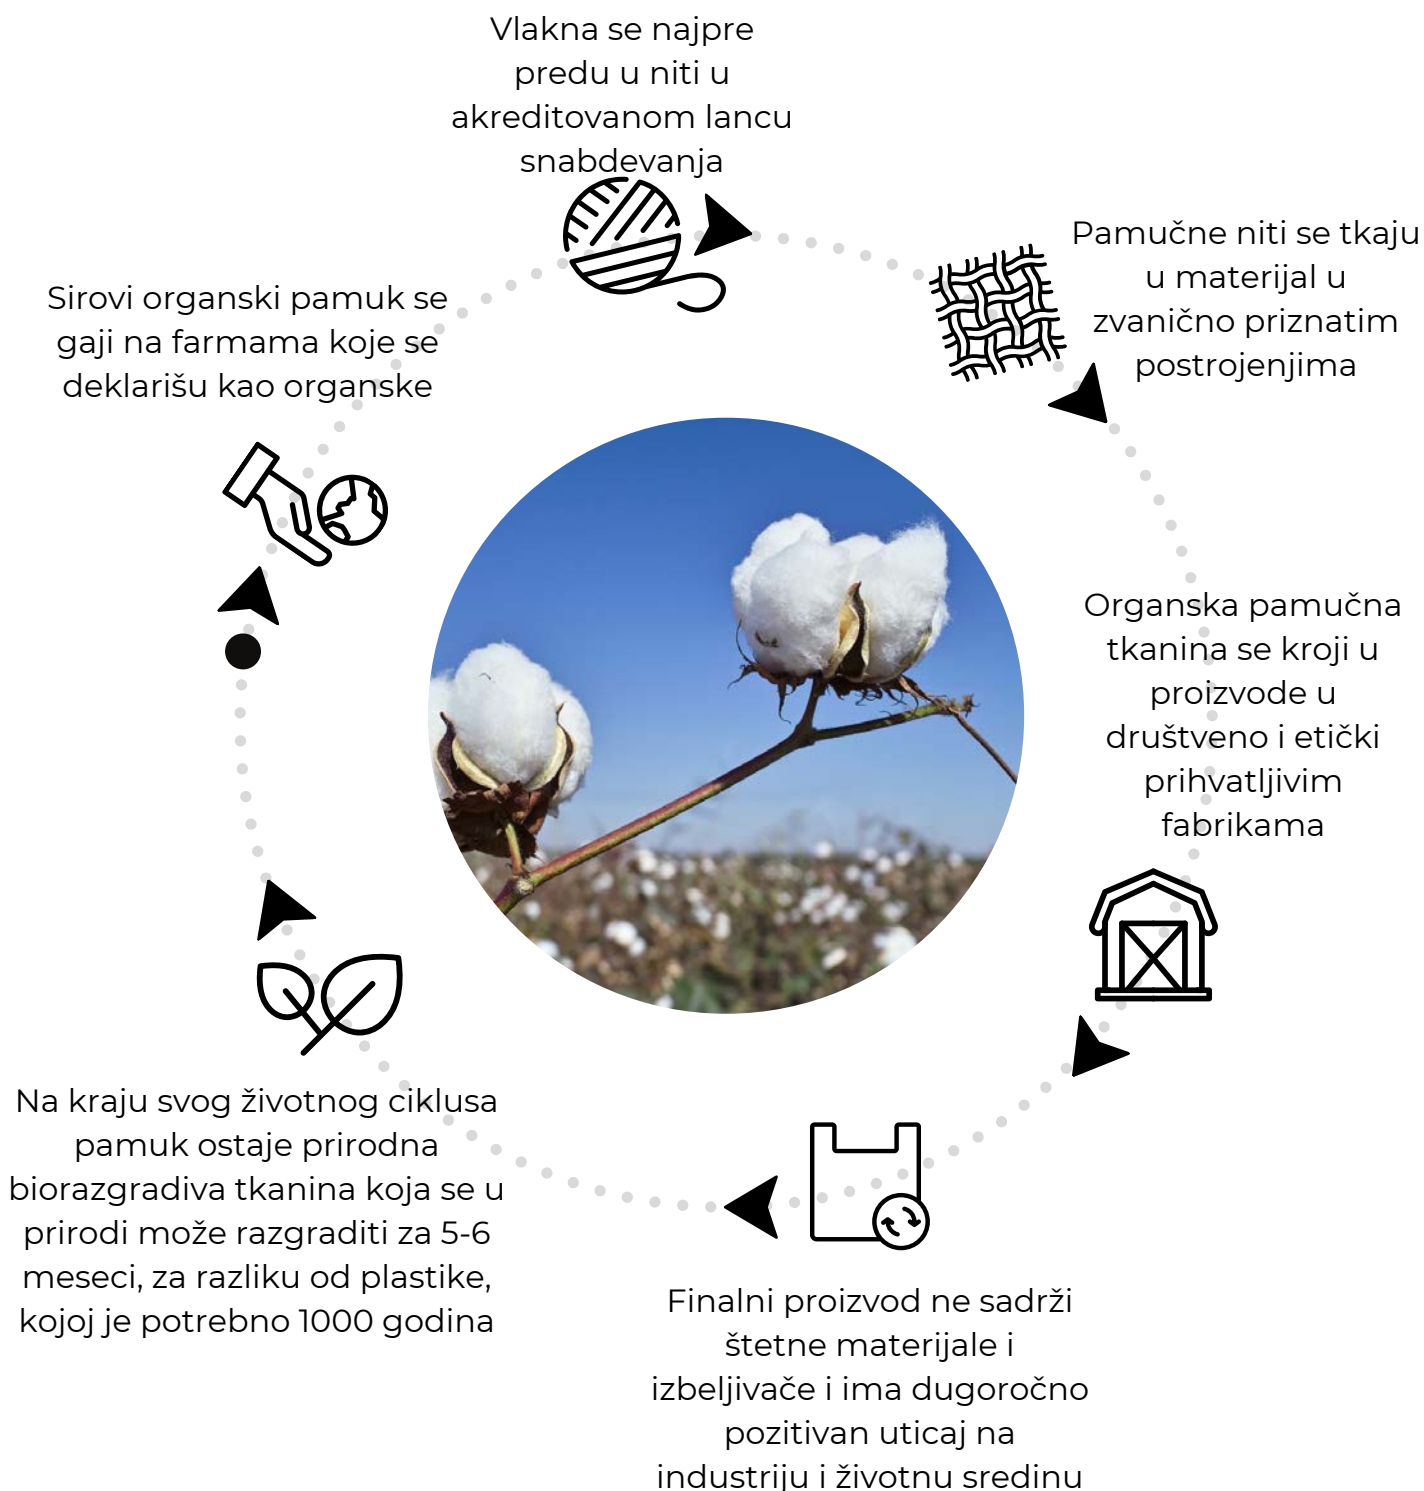 Vlakna se najpre
predu u niti u
akreditovanom lancu
snabdevanja
Pamučne niti se tkaju
u materijal u
zvanično priznatim
postrojenjima
Sirovi organski pamuk se
gaji na farmama koje se
deklarišu kao organske
Organska pamučna
tkanina se kroji u
proizvode u
društveno i etički
prihvatljivim
fabrikama
Na kraju svog životnog ciklusa
pamuk ostaje prirodna
biorazgradiva tkanina koja se u
prirodi može razgraditi za 5-6
meseci, za razliku od plastike,
kojoj je potrebno 1000 godina
Finalni proizvod ne sadrži
štetne materijale i
izbeljivače i ima dugoročno
pozitivan uticaj na
industriju i životnu sredinu